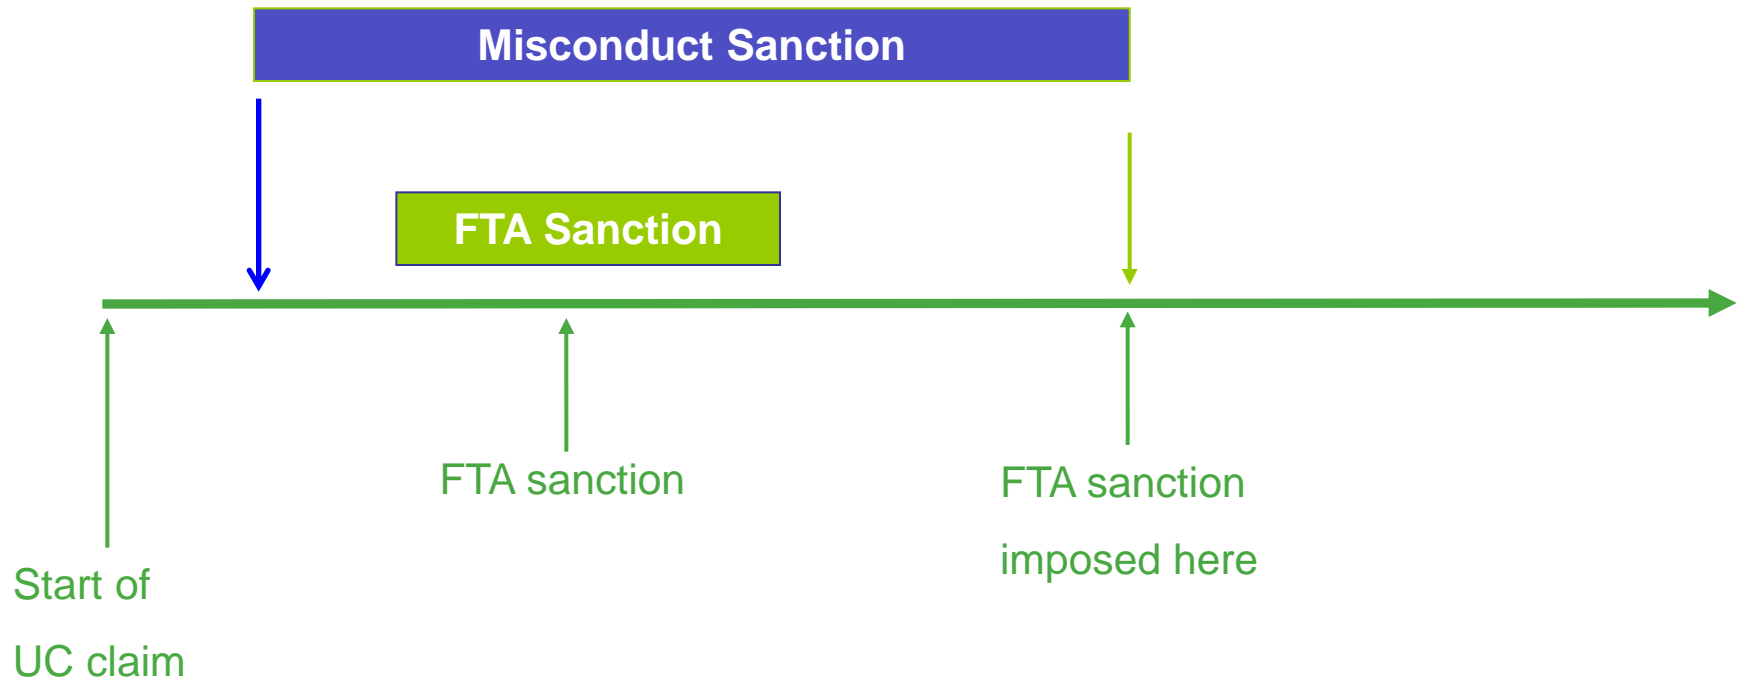 Misconduct Sanction
FTA Sanction
FTA sanction
FTA sanction
imposed here
Start of
UC claim